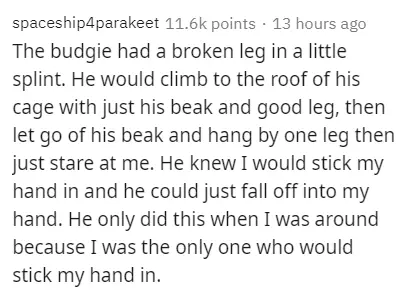 spaceship4parakeet 11.6k points · 13 hours ago
The budgie had a broken leg in a little
splint. He would climb to the roof of his
cage with just his beak and good leg, then
let go of his beak and hang by one leg then
just stare at me. He knew I would stick my
hand in and he could just fall off into my
hand. He only did this when I was around
because I was the only one who would
stick my hand in.